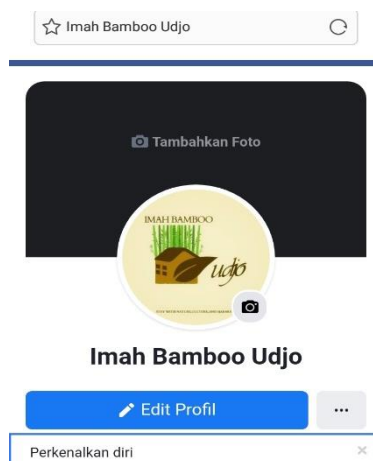 Imah Bamboo Udjo
Tambahkan Foto
IMAH BAMBOO
udjo
Imah Bamboo Udjo
Edit Profil
Perkenalkan diri